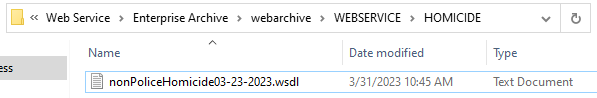 « Web Service > Enterprise Archive > webarchive > WEBSERVICE > HOMICIDE
Name Date modified Type
ess
nonPoliceHomicide03-23-2023.wsdl 3/31/2023 10:45 AM Text Document